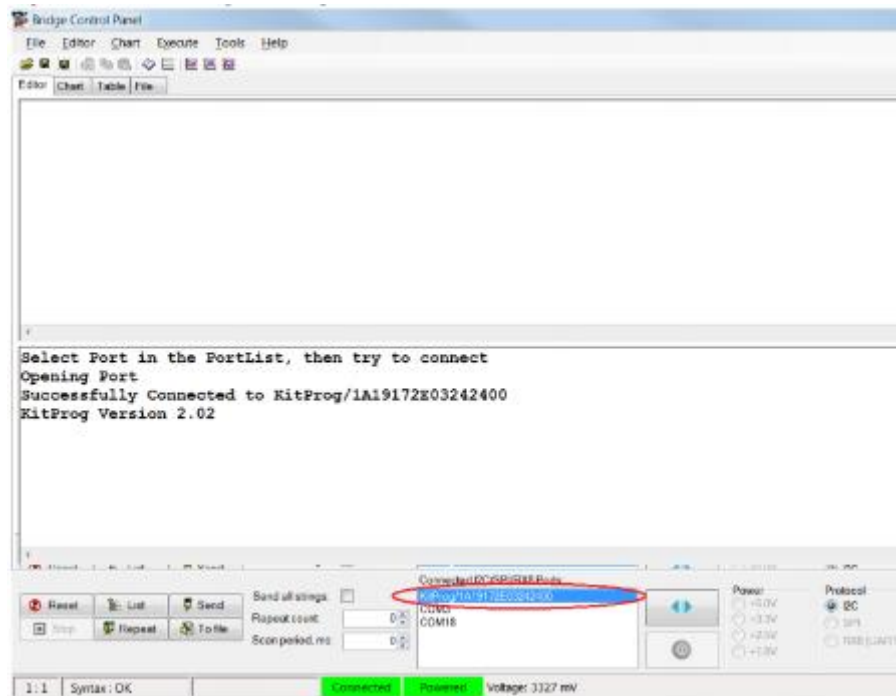 Bridge Control Panel
File Editor Chart Execute Tools Help
Editor Chart Table File
Select Port in the PortList, then try to connect
Opening Port
Successfully Connected to KitProg/1A19172E03242400
KitProg Version 2.02
Connected I2C/SPI/RX8 Ports
Reset List Send Send all strings: KitProg/1A19172E03242400 Power Protocol
COM3 +5.0V I2C
Stop Repeat To file Repeat count: 0 COM18 +3.3V SPI
Scan period, ms: 0 +2.5V
+1.8V
1:1 Syntax : OK Connected Powered Voltage: 3327 mV